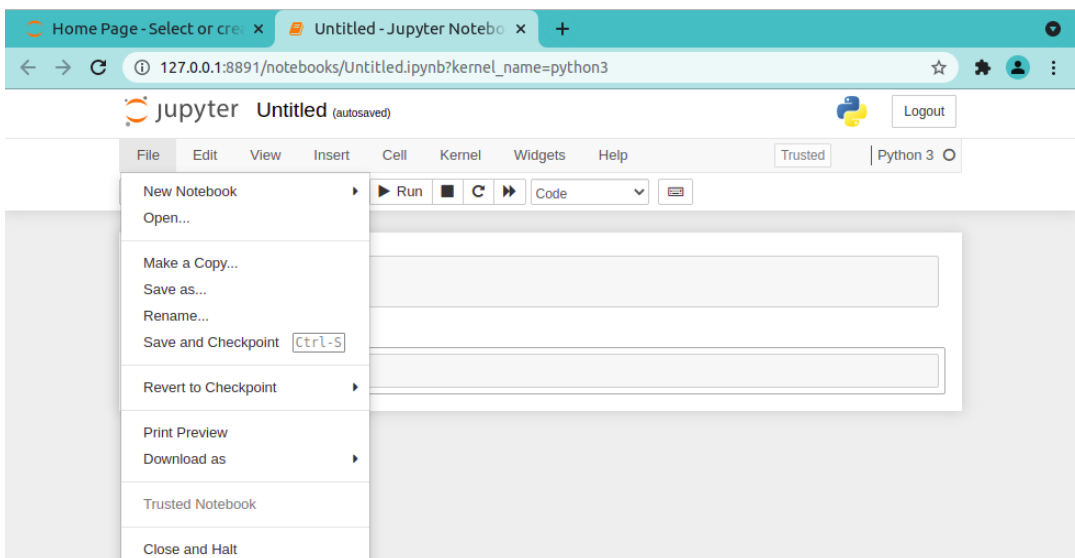 Home Page - Select or crea
Untitled - Jupyter Notebo
127.0.0.1:8891/notebooks/Untitled.ipynb?kernel_name=python3
jupyter Untitled (autosaved)
Logout
File Edit View Insert Cell Kernel Widgets Help
Trusted
Python 3
Run
Code
New Notebook
Open...
Make a Copy...
Save as...
Rename...
Save and Checkpoint Ctrl-S
Revert to Checkpoint
Print Preview
Download as
Trusted Notebook
Close and Halt